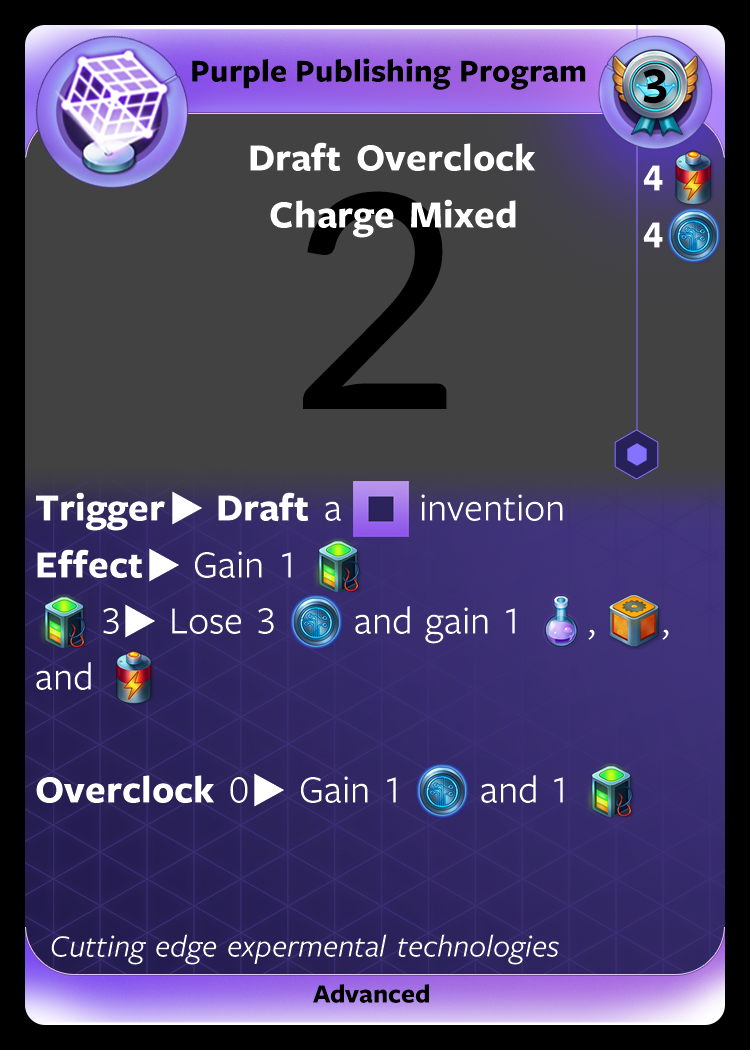 Purple Publishing Program
3
Draft Overclock
Charge Mixed
4
4
2
Trigger▶ Draft a invention
Effect▶ Gain 1
3▶ Lose 3 and gain 1 , ,
and
Overclock 0▶ Gain 1 and 1
Cutting edge expermental technologies
Advanced